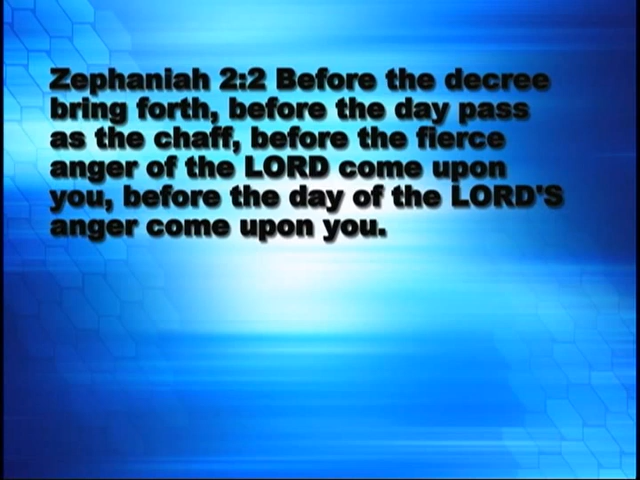 Zephaniah 2:2 Before the decree
bring forth, before the day pass
as the chaff, before the fierce
anger of the LORD come upon
you, before the day of the LORD'S
anger come upon you.